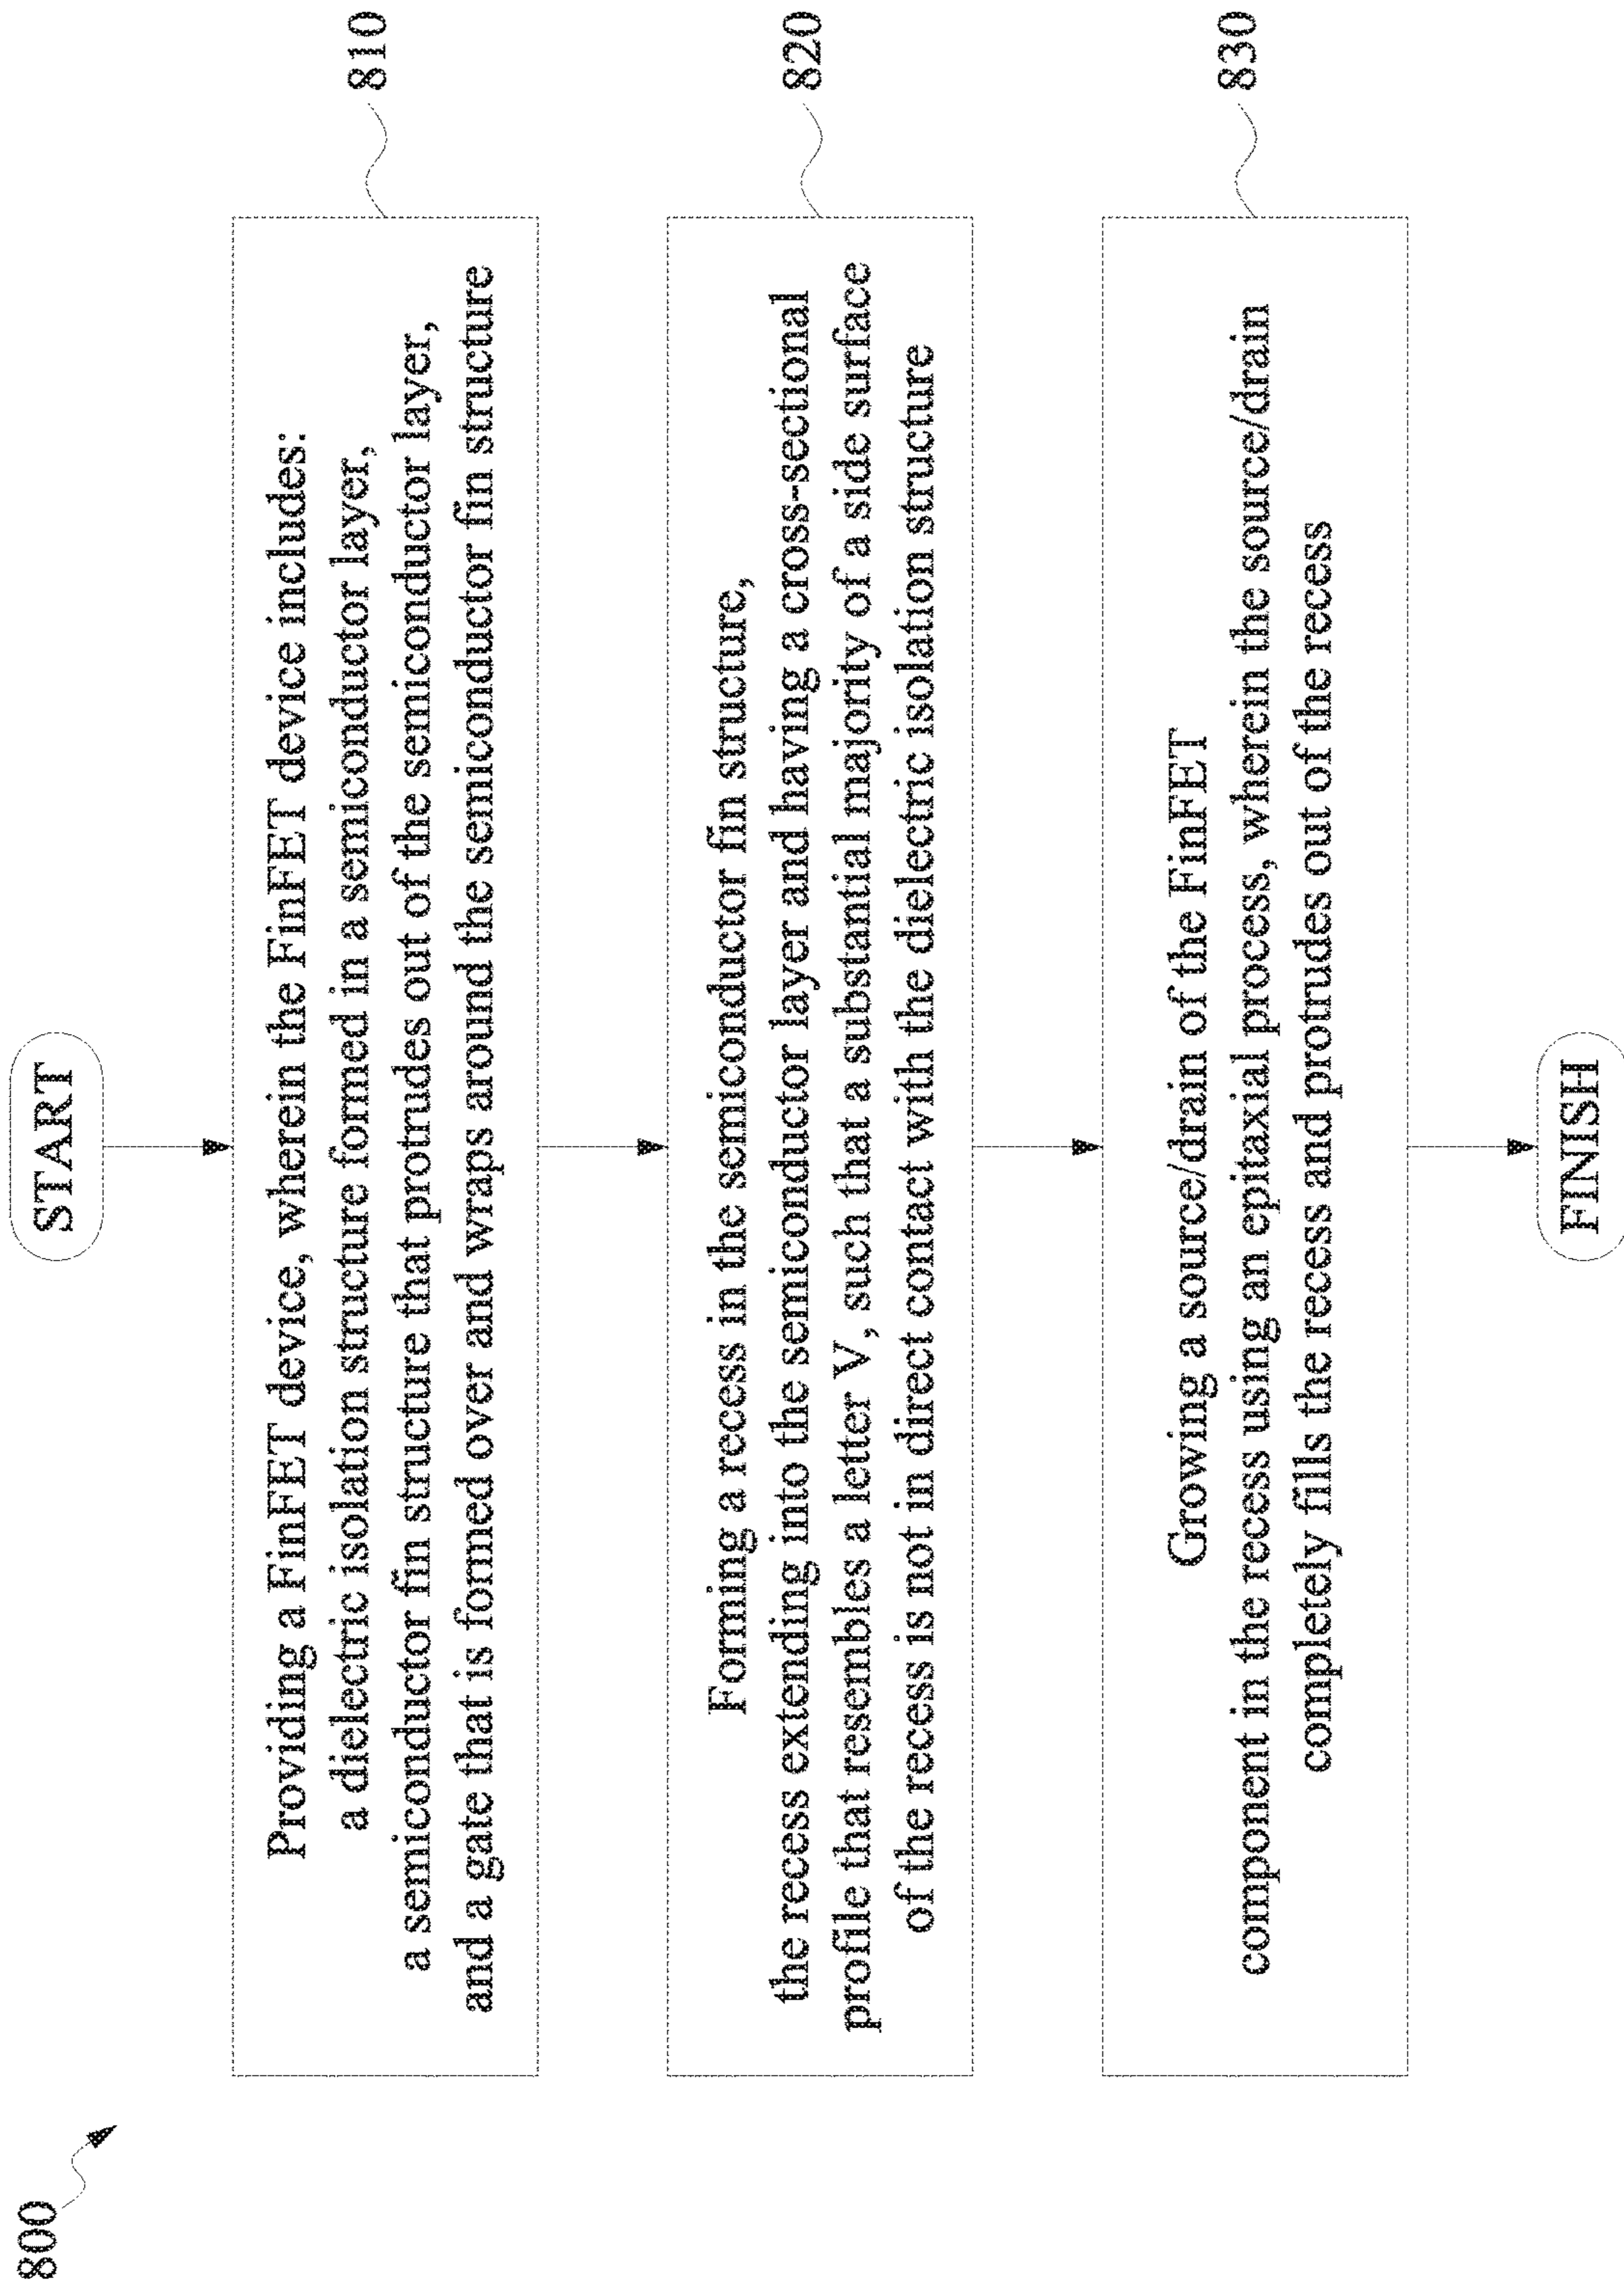 800
START
Providing a FinFET device, wherein the FinFET device includes:
a dielectric isolation structure formed in a semiconductor layer,
a semiconductor fin structure that protrudes out of the semiconductor layer,
and a gate that is formed over and wraps around the semiconductor fin structure
810
Forming a recess in the semiconductor fin structure,
the recess extending into the semiconductor layer and having a cross-sectional
profile that resembles a letter V, such that a substantial majority of a side surface
of the recess is not in direct contact with the dielectric isolation structure
820
Growing a source/drain of the FinFET
component in the recess using an epitaxial process, wherein the source/drain
completely fills the recess and protrudes out of the recess
830
FINISH